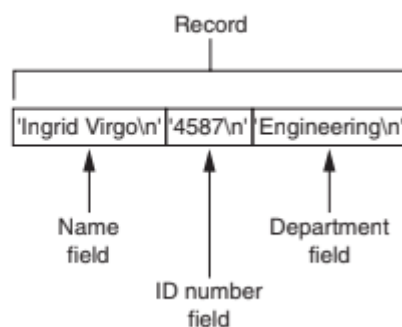 Record
'Ingrid Virgo\n' '4587\n' 'Engineering\n'
Name
field
Department
field
ID number
field